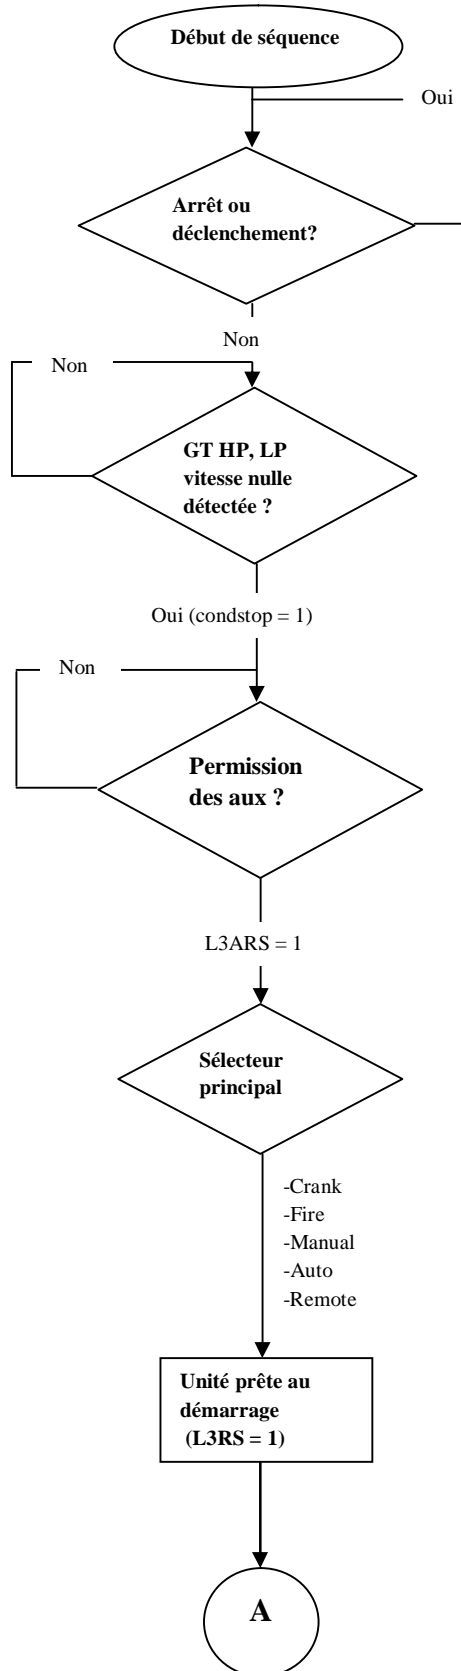 Début de séquence
Oui
Arrêt ou
déclenchement?
Non
Non
GT HP, LP
vitesse nulle
détectée ?
Oui (condstop = 1)
Non
Permission
des aux ?
L3ARS = 1
Sélecteur
principal
-Crank
-Fire
-Manual
-Auto
-Remote
Unité prête au
démarrage
(L3RS = 1)
A